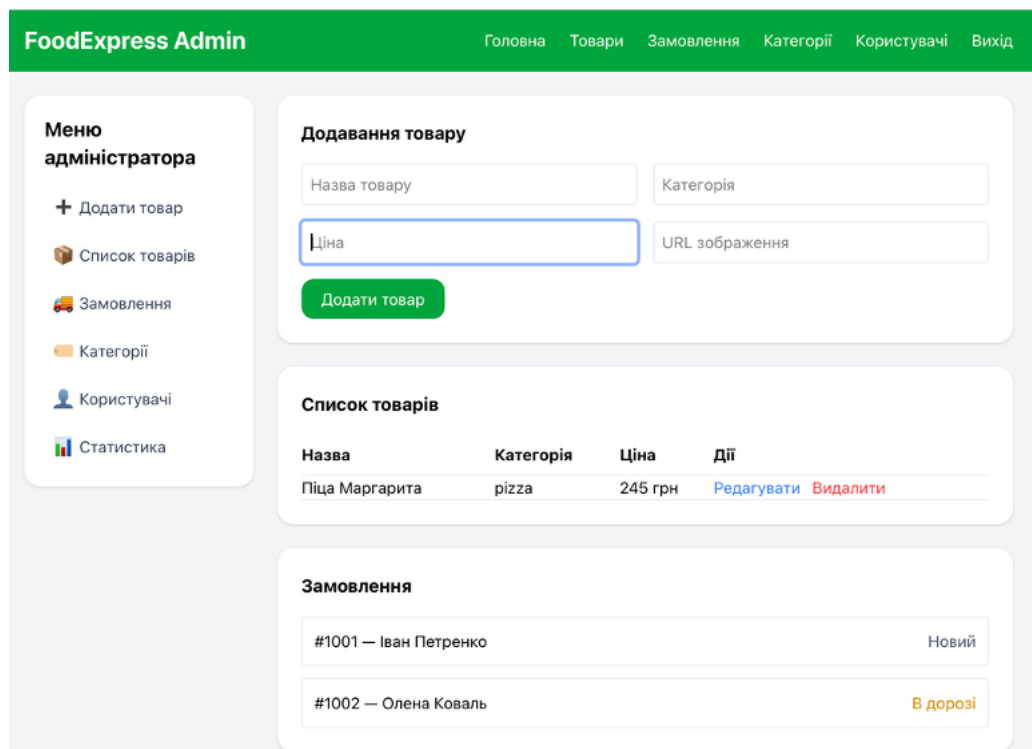 FoodExpress Admin
Головна Товари Замовлення Категорії Користувачі Вихід
Меню
адміністратора
Додати товар
Список товарів
Замовлення
Категорії
Користувачі
Статистика
Додавання товару
Назва товару Категорія
Ціна URL зображення
Додати товар
Список товарів
Назва Категорія Ціна Дії
Піца Маргарита pizza 245 грн Редагувати Видалити
Замовлення
#1001 — Іван Петренко Новий
#1002 — Олена Коваль В дорозі